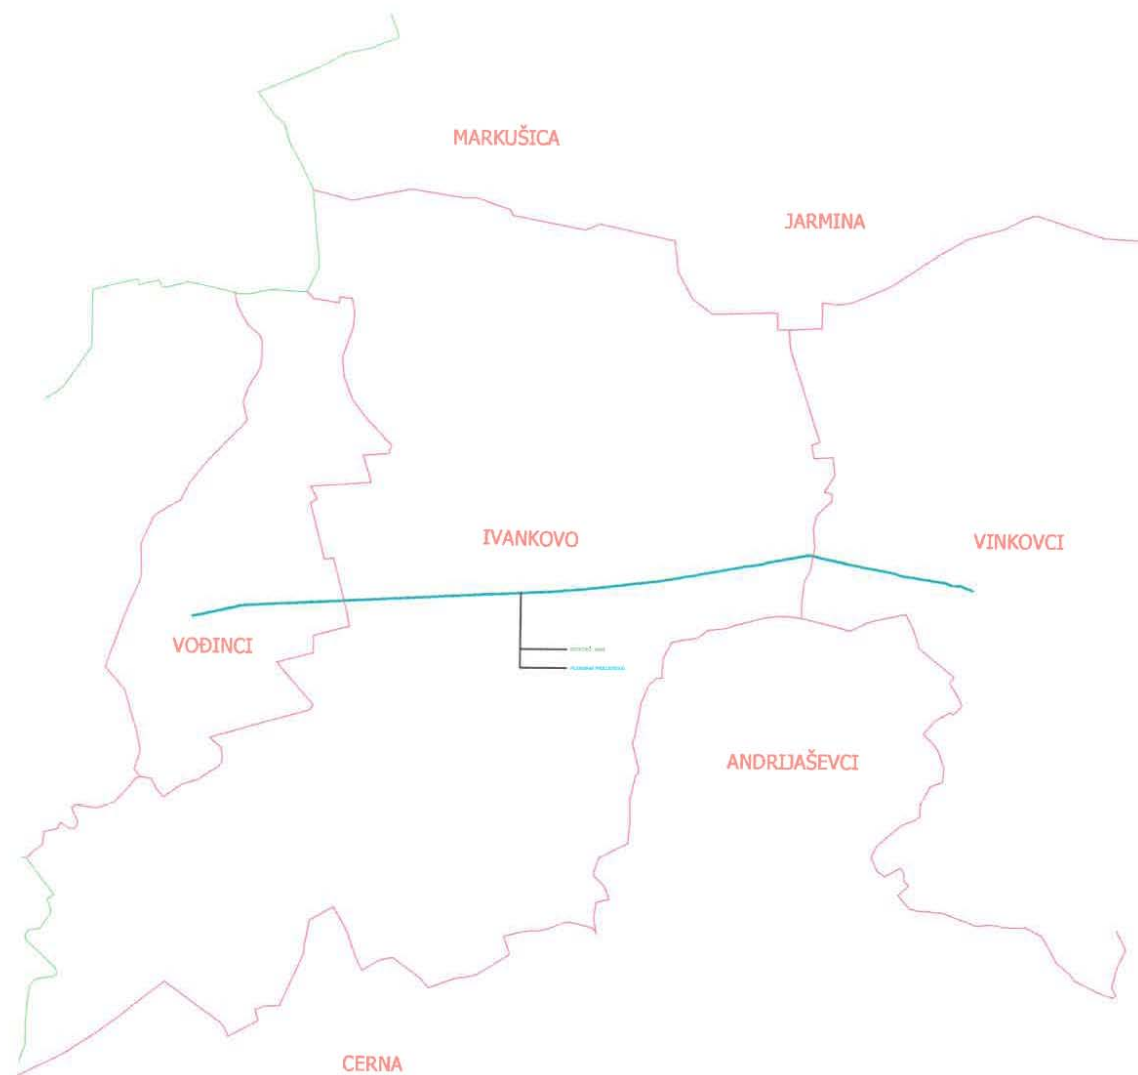 MARKUŠICA
JARMINA
IVANKOVO
VINKOVCI
VOĐINCI
ANDRIJAŠEVCI
CERNA